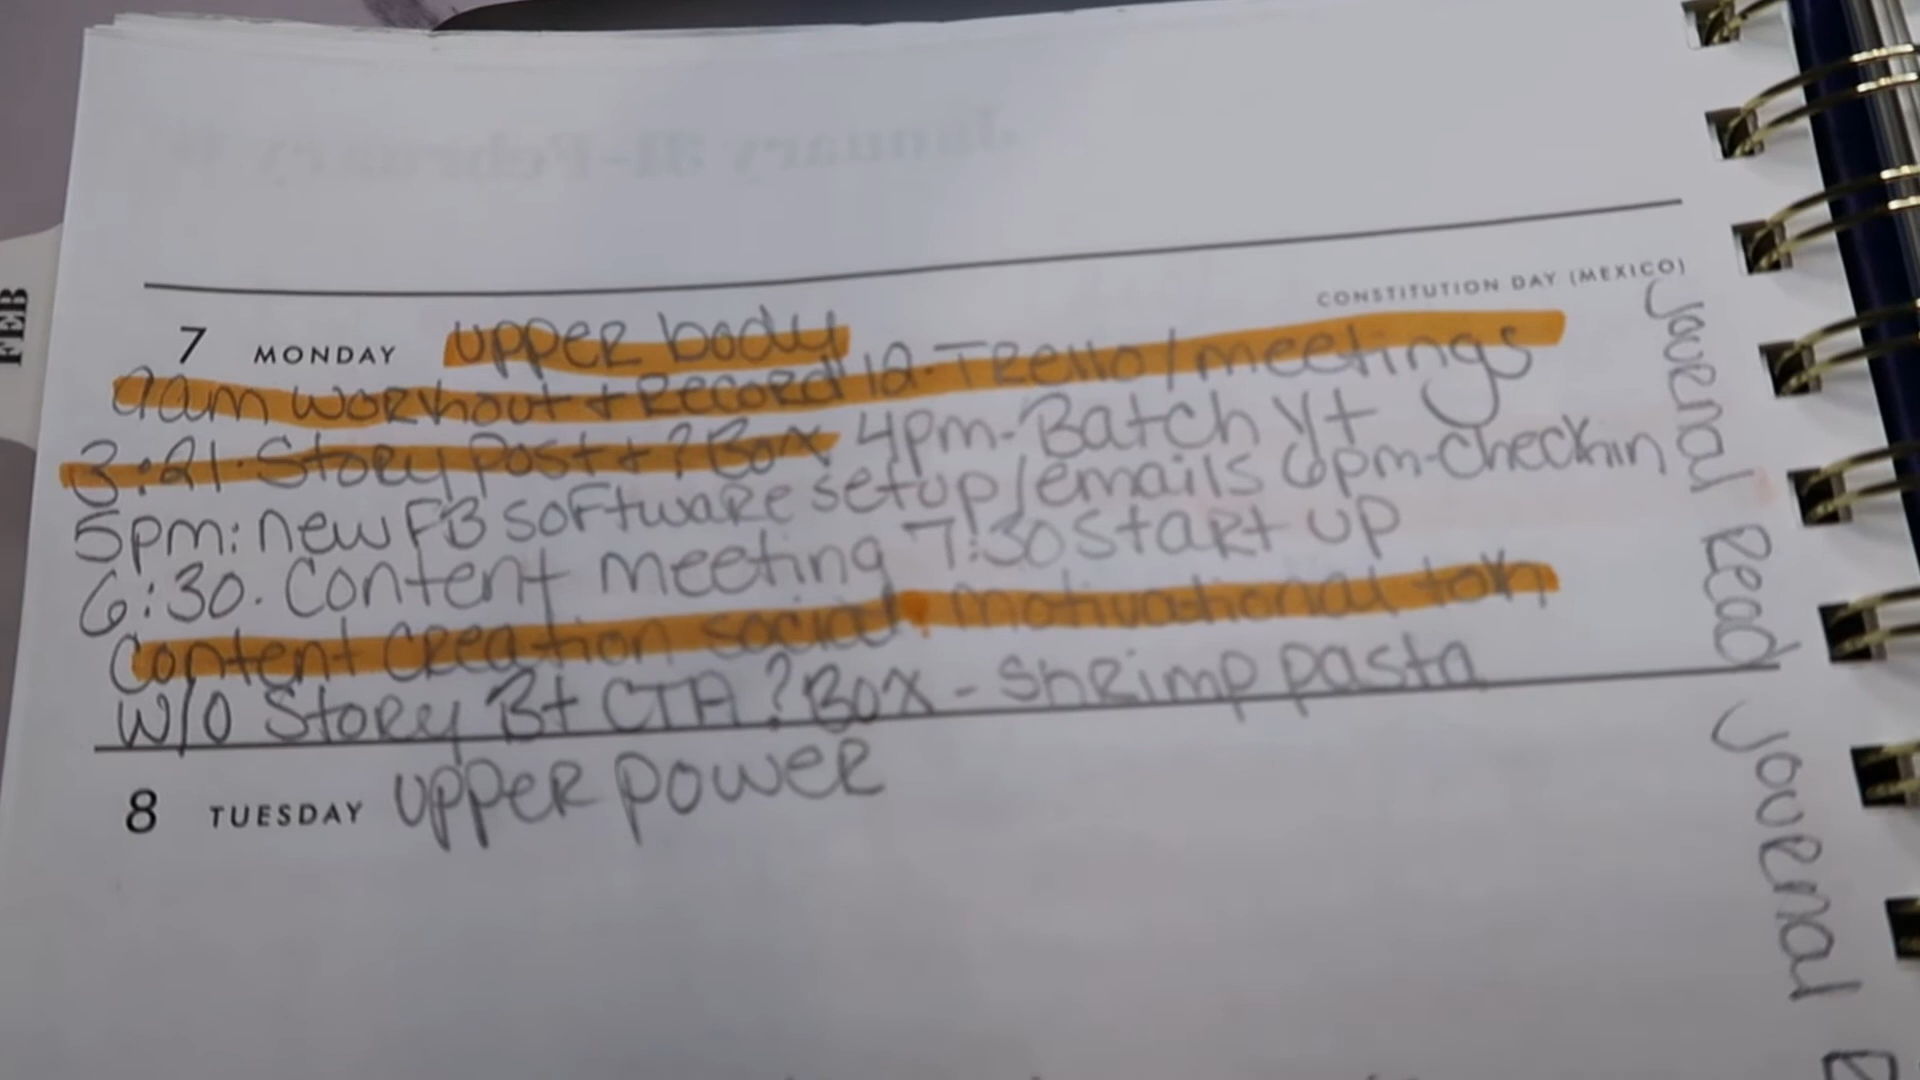 January 31-February 6
FEB
CONSTITUTION DAY (MEXICO)
7 MONDAY upper body
9am workout + Record 12-Trello/meetings
3:21-Story post + ? Box 4pm-Batch Yt
5pm: new FB software setup/emails 6pm-checkin
6:30. Content meeting 7:30 start up
Content creation social motivational
W/O Story Bt CTA ? Box - Shrimp pasta
8 TUESDAY upper power
Journal Read Journal